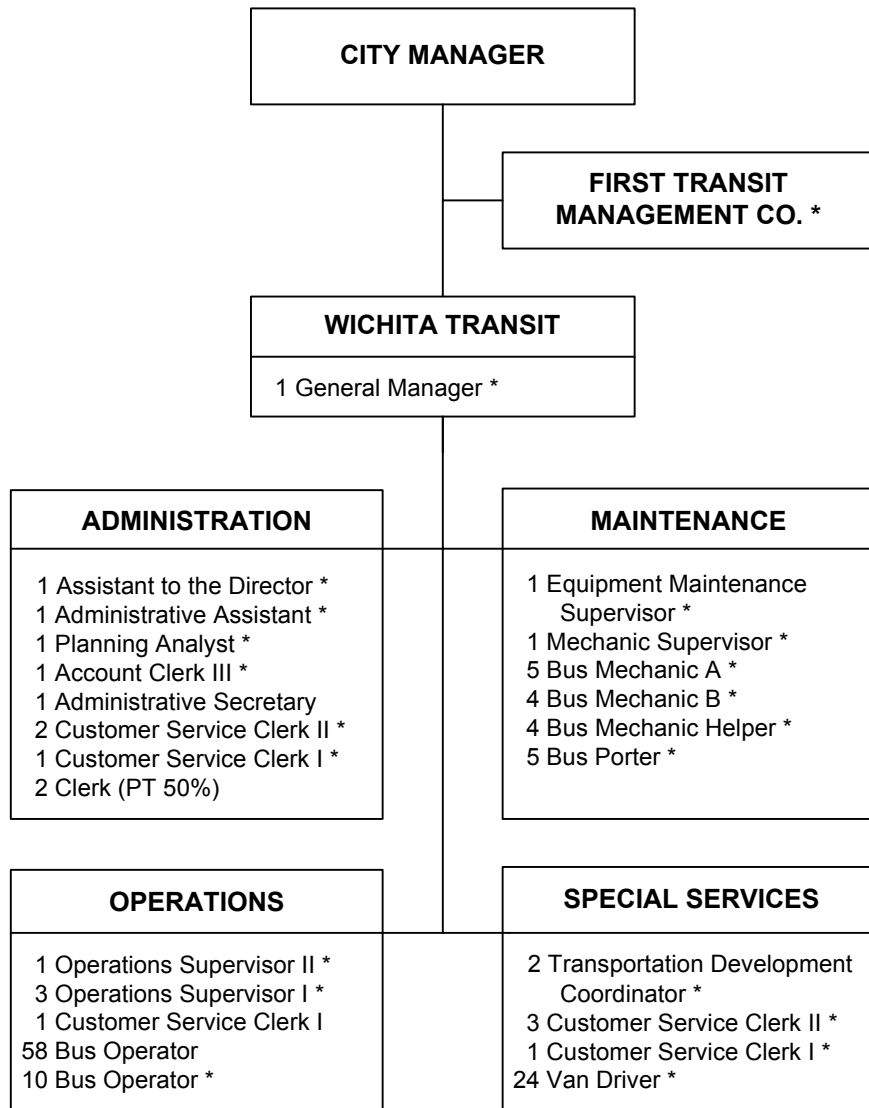 CITY MANAGER
FIRST TRANSIT
MANAGEMENT CO. *
WICHITA TRANSIT
1 General Manager *
ADMINISTRATION
1 Assistant to the Director *
1 Administrative Assistant *
1 Planning Analyst *
1 Account Clerk III *
1 Administrative Secretary
2 Customer Service Clerk II *
1 Customer Service Clerk I *
2 Clerk (PT 50%)
MAINTENANCE
1 Equipment Maintenance
Supervisor *
1 Mechanic Supervisor *
5 Bus Mechanic A *
4 Bus Mechanic B *
4 Bus Mechanic Helper *
5 Bus Porter *
OPERATIONS
1 Operations Supervisor II *
3 Operations Supervisor I *
1 Customer Service Clerk I
58 Bus Operator
10 Bus Operator *
SPECIAL SERVICES
2 Transportation Development
Coordinator *
3 Customer Service Clerk II *
1 Customer Service Clerk I *
24 Van Driver *